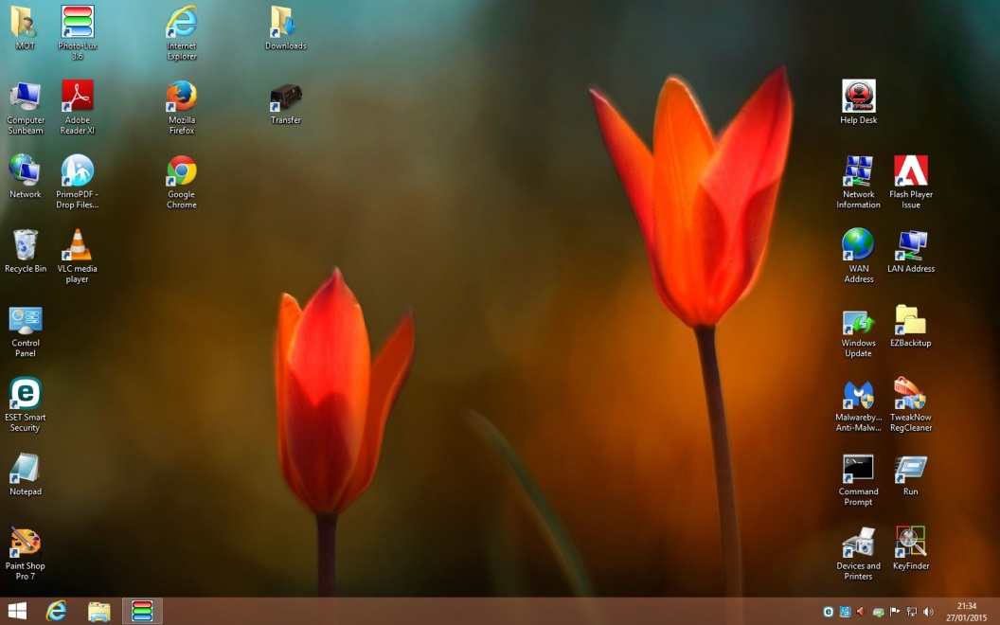 MOT
Photo-Lux
3.6
Internet
Explorer
Downloads
Computer
Sunbeam
Adobe
Reader XI
Mozilla
Firefox
Transfer
Help Desk
Network
PrimoPDF -
Drop Files...
Google
Chrome
Network
Information
Flash Player
Issue
Recycle Bin
VLC media
player
WAN
Address
LAN Address
Control
Panel
Windows
Update
EZBackitup
ESET Smart
Security
Malwareby...
Anti-Malw...
TweakNow
RegCleaner
Notepad
Command
Prompt
Run
Paint Shop
Pro 7
Devices and
Printers
KeyFinder
21:34
27/01/2015